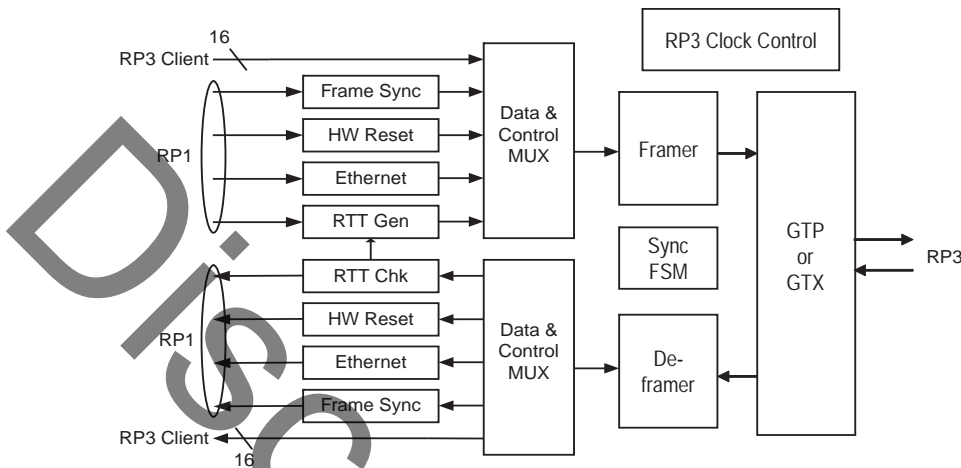 16
RP3 Client
RP3 Clock Control
Frame Sync
Data &
Control
MUX
HW Reset
Framer
RP1
Ethernet
RTT Gen
GTP
or
GTX
Sync
FSM
RP3
RTT Chk
HW Reset
Data &
Control
MUX
RP1
Ethernet
De-
framer
Frame Sync
RP3 Client
16
Disc